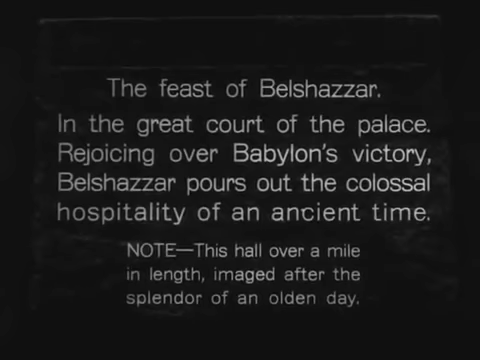 The feast of Belshazzar.
In the great court of the palace.
Rejoicing over Babylon's victory,
Belshazzar pours out the colossal
hospitality of an ancient time.
NOTE—This hall over a mile
in length, imaged after the
splendor of an olden day.